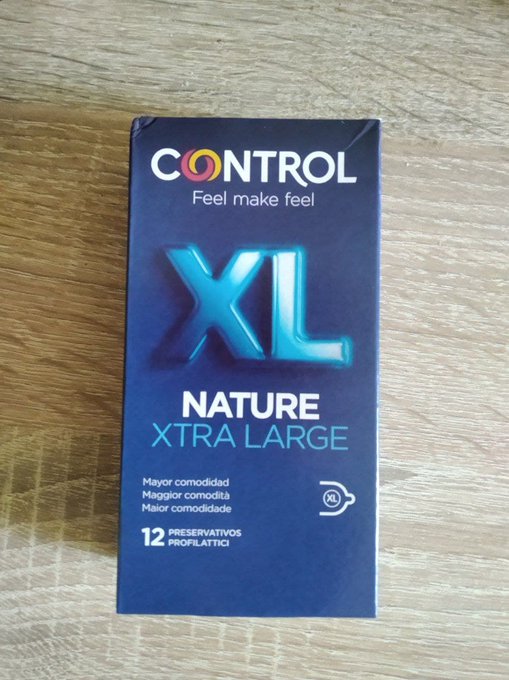 CONTROL
Feel make feel
XL
NATURE
XTRA LARGE
Mayor comodidad
Maggior comodità
Maior comodidade
XL
12 PRESERVATIVOS
PROFILATTICI